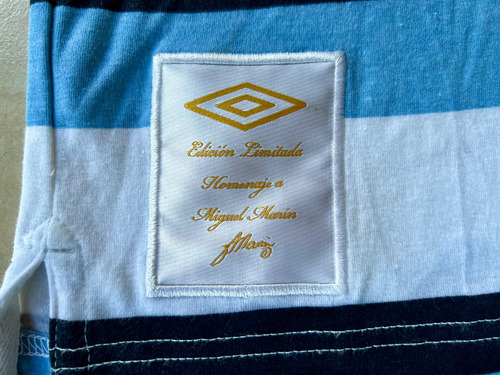 Edición Limitada
Homenaje a
Miguel Marín